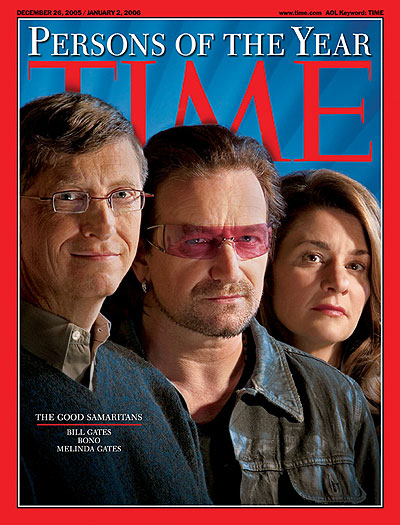 DECEMBER 26, 2005 / JANUARY 2, 2006 www.time.com AOL Keyword: TIME
PERSONS OF THE YEAR
TIME
THE GOOD SAMARITANS
BILL GATES
BONO
MELINDA GATES